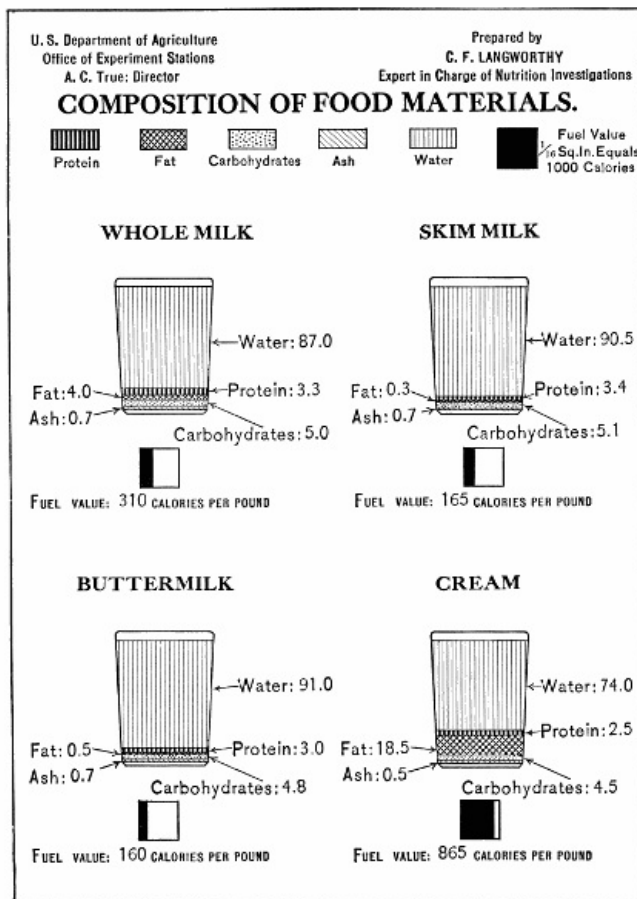 U. S. Department of Agriculture
Office of Experiment Stations
A. C. True: Director
Prepared by
C. F. LANGWORTHY
Expert in Charge of Nutrition Investigations
COMPOSITION OF FOOD MATERIALS.
Protein
Fat
Carbohydrates
Ash
Water
Fuel Value
1/16 Sq. In. Equals
1000 Calories
WHOLE MILK
Water: 87.0
Fat: 4.0
Protein: 3.3
Ash: 0.7
Carbohydrates: 5.0
FUEL VALUE: 310 CALORIES PER POUND
SKIM MILK
Water: 90.5
Fat: 0.3
Protein: 3.4
Ash: 0.7
Carbohydrates: 5.1
FUEL VALUE: 165 CALORIES PER POUND
BUTTERMILK
Water: 91.0
Fat: 0.5
Protein: 3.0
Ash: 0.7
Carbohydrates: 4.8
FUEL VALUE: 160 CALORIES PER POUND
CREAM
Water: 74.0
Protein: 2.5
Fat: 18.5
Ash: 0.5
Carbohydrates: 4.5
FUEL VALUE: 865 CALORIES PER POUND